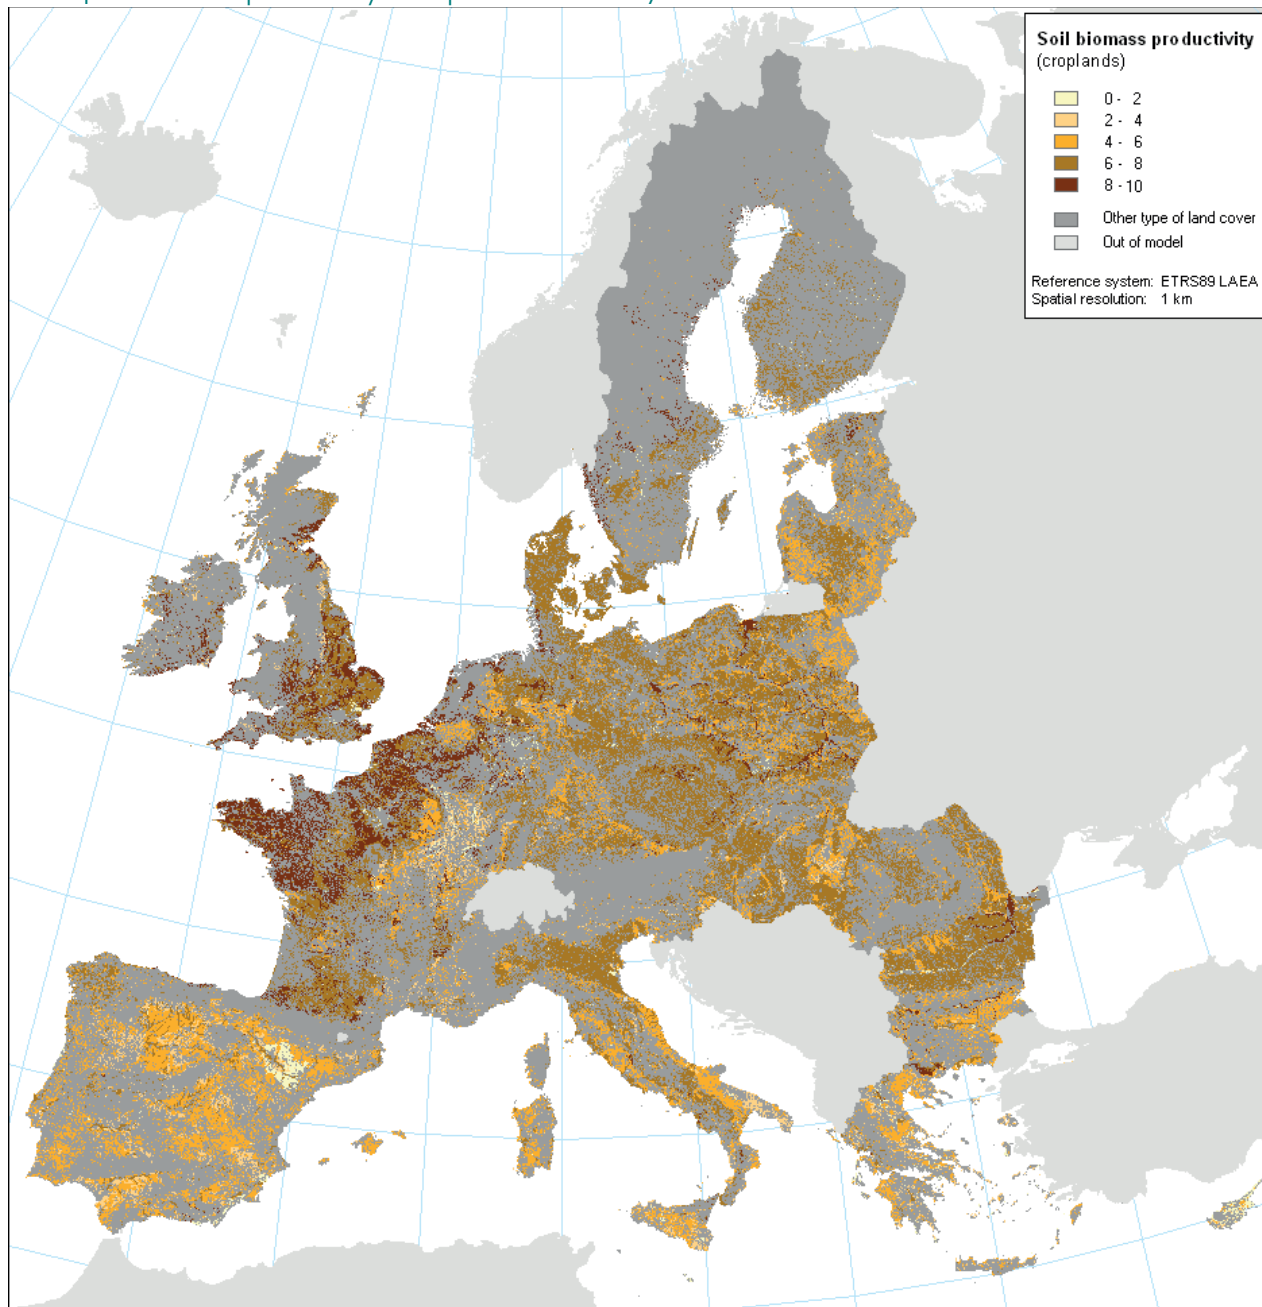 Soil biomass productivity
(croplands)
0 - 2
2 - 4
4 - 6
6 - 8
8 - 10
Other type of land cover
Out of model
Reference system: ETRS89 LAEA
Spatial resolution: 1 km